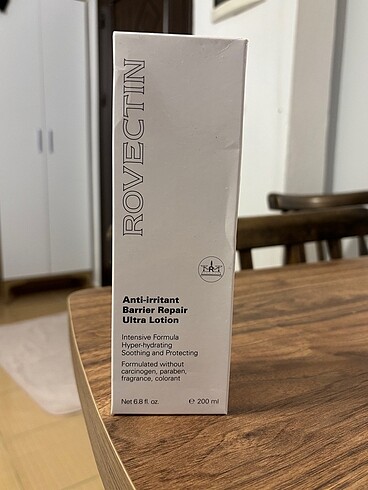 ROVECTIN
Anti-irritant
Barrier Repair
Ultra Lotion
Intensive Formula
Hyper-hydrating
Soothing and Protecting
Formulated without
carcinogen, paraben,
fragrance, colorant
Net 6.8 fl. oz. ℮ 200 ml